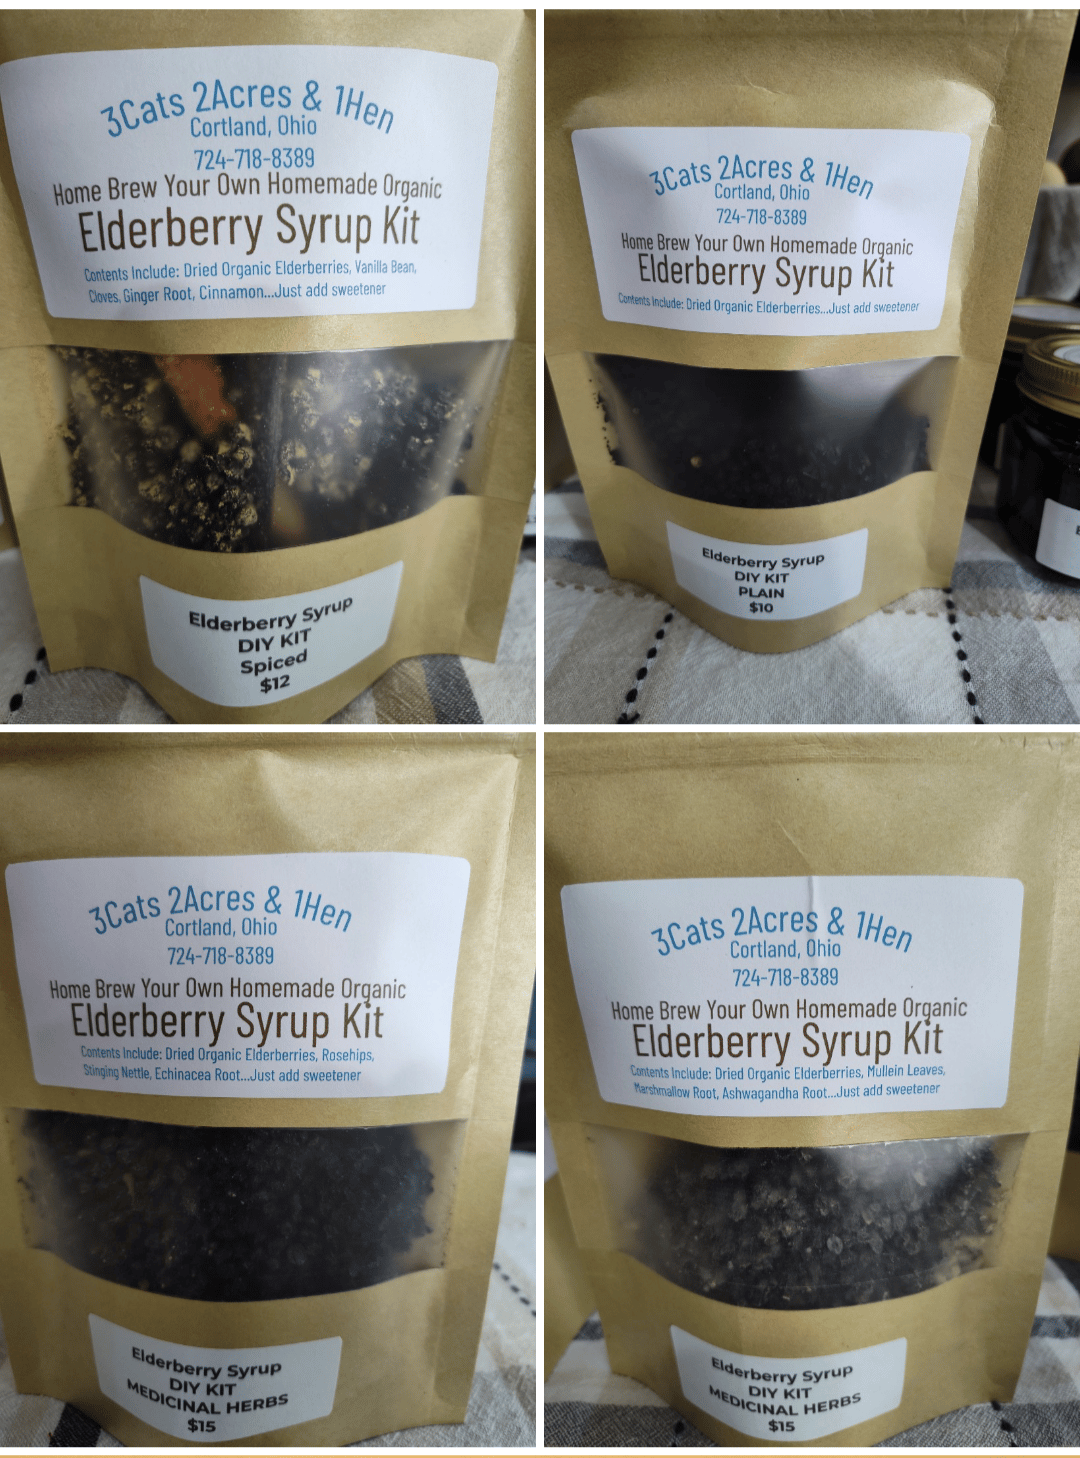 3Cats 2Acres & 1Hen
Cortland, Ohio
724-718-8389
Home Brew Your Own Homemade Organic
Elderberry Syrup Kit
Contents Include: Dried Organic Elderberries, Vanilla Bean,
Cloves, Ginger Root, Cinnamon...Just add sweetener
Elderberry Syrup
DIY KIT
Spiced
$12
3Cats 2Acres & 1Hen
Cortland, Ohio
724-718-8389
Home Brew Your Own Homemade Organic
Elderberry Syrup Kit
Contents Include: Dried Organic Elderberries...Just add sweetener
Elderberry Syrup
DIY KIT
PLAIN
$10
3Cats 2Acres & 1Hen
Cortland, Ohio
724-718-8389
Home Brew Your Own Homemade Organic
Elderberry Syrup Kit
Contents Include: Dried Organic Elderberries, Rosehips,
Stinging Nettle, Echinacea Root...Just add sweetener
Elderberry Syrup
DIY KIT
MEDICINAL HERBS
$15
3Cats 2Acres & 1Hen
Cortland, Ohio
724-718-8389
Home Brew Your Own Homemade Organic
Elderberry Syrup Kit
Contents Include: Dried Organic Elderberries, Mullein Leaves,
Marshmallow Root, Ashwagandha Root...Just add sweetener
Elderberry Syrup
DIY KIT
MEDICINAL HERBS
$15